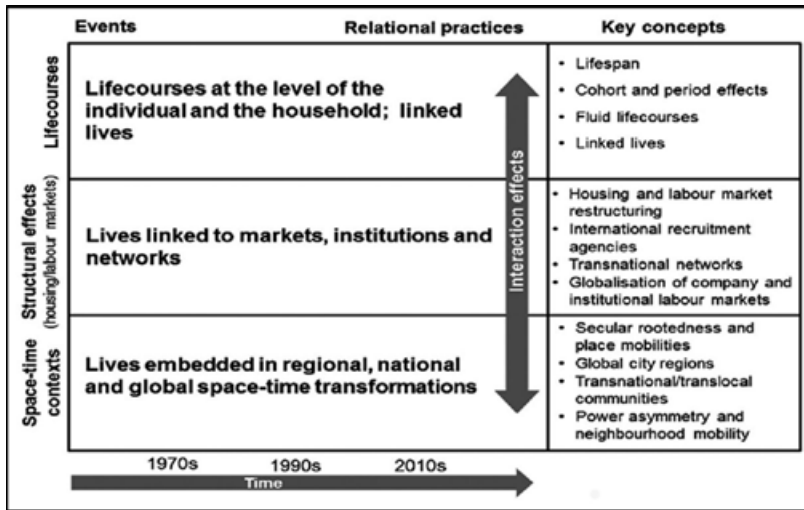 Events
Relational practices
Key concepts
Lifecourses
Lifecourses at the level of the
individual and the household; linked
lives
• Lifespan
• Cohort and period effects
• Fluid lifecourses
• Linked lives
Interaction effects
Structural effects
(housing/labour markets)
Lives linked to markets, institutions and
networks
• Housing and labour market
restructuring
• International recruitment
agencies
• Transnational networks
• Globalisation of company and
institutional labour markets
Space-time
contexts
Lives embedded in regional, national
and global space-time transformations
• Secular rootedness and
place mobilities
• Global city regions
• Transnational/translocal
communities
• Power asymmetry and
neighbourhood mobility
1970s
1990s
2010s
Time